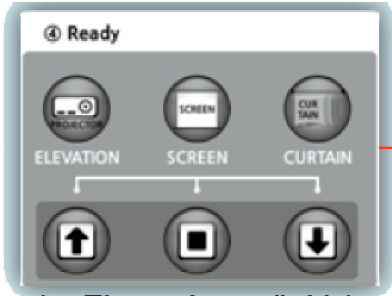 ④ Ready
PROJECTOR
SCREEN
CUR
TAIN
ELEVATION SCREEN CURTAIN